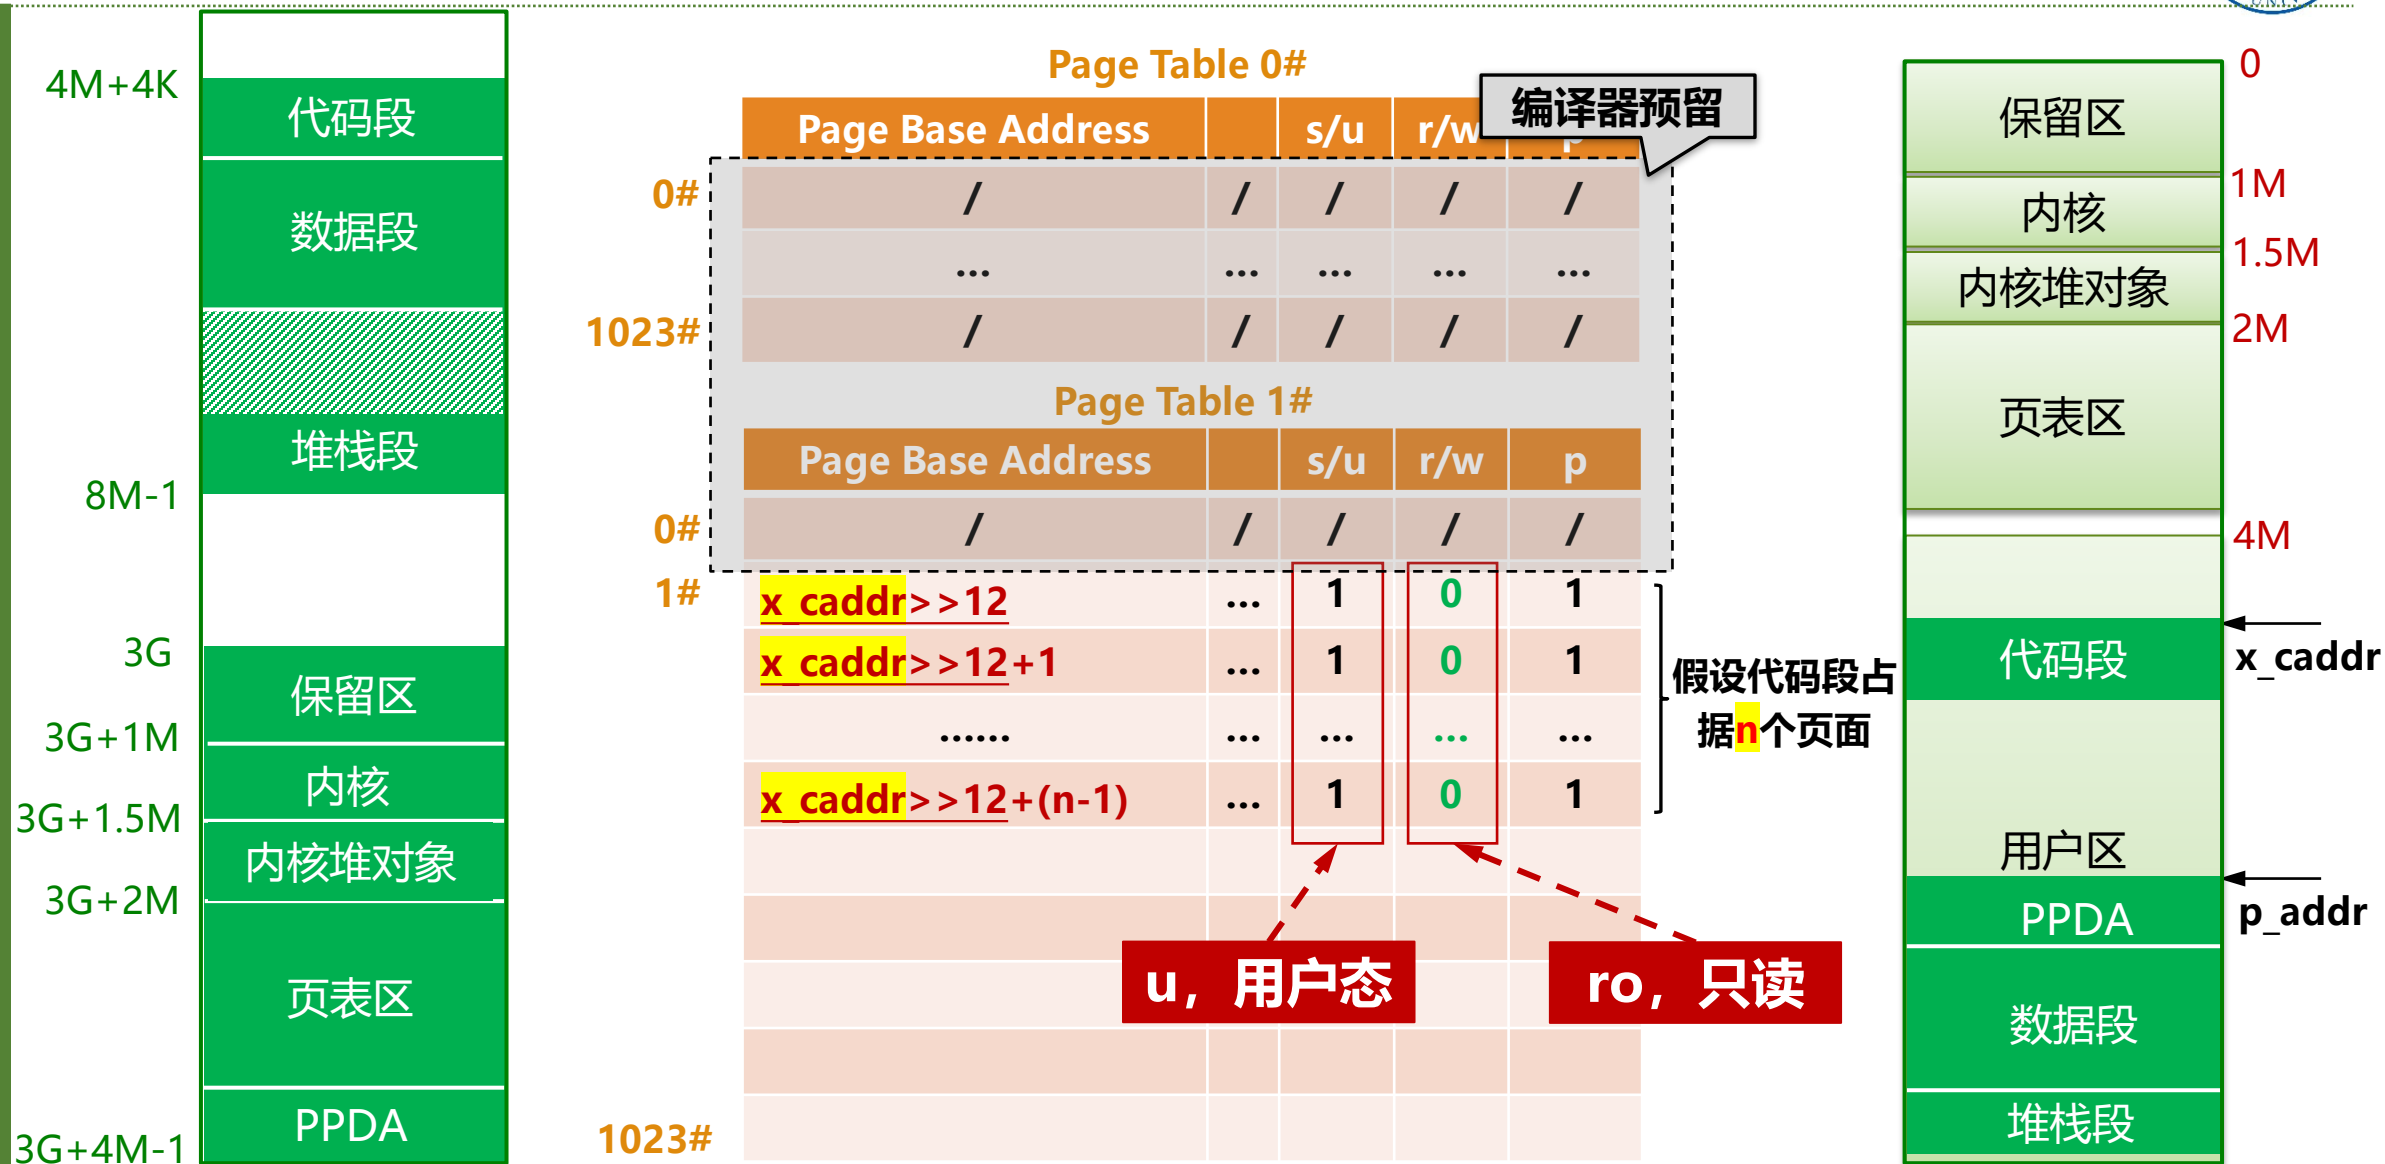 4M+4K
代码段
数据段
堆栈段
8M-1
3G
保留区
3G+1M
内核
3G+1.5M
内核堆对象
3G+2M
页表区
PPDA
3G+4M-1
Page Table 0#
编译器预留
Page Base Address s/u r/w p
0# / / / / /
... ... ... ... ...
1023# / / / / /
Page Table 1#
Page Base Address s/u r/w p
0# / / / / /
1# x_caddr>>12 ... 1 0 1
x_caddr>>12+1 ... 1 0 1
...... ... ... ... ...
x_caddr>>12+(n-1) ... 1 0 1
假设代码段占
据n个页面
u，用户态
ro，只读
1023#
0
保留区
1M
内核
1.5M
内核堆对象
2M
页表区
4M
代码段
x_caddr
用户区
PPDA
p_addr
数据段
堆栈段